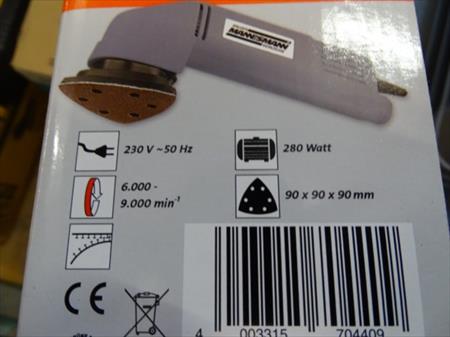 MANNESMANN
230 V ~ 50 Hz
280 Watt
6.000 -
9.000 min⁻¹
90 x 90 x 90 mm
CE
4 003315 704409